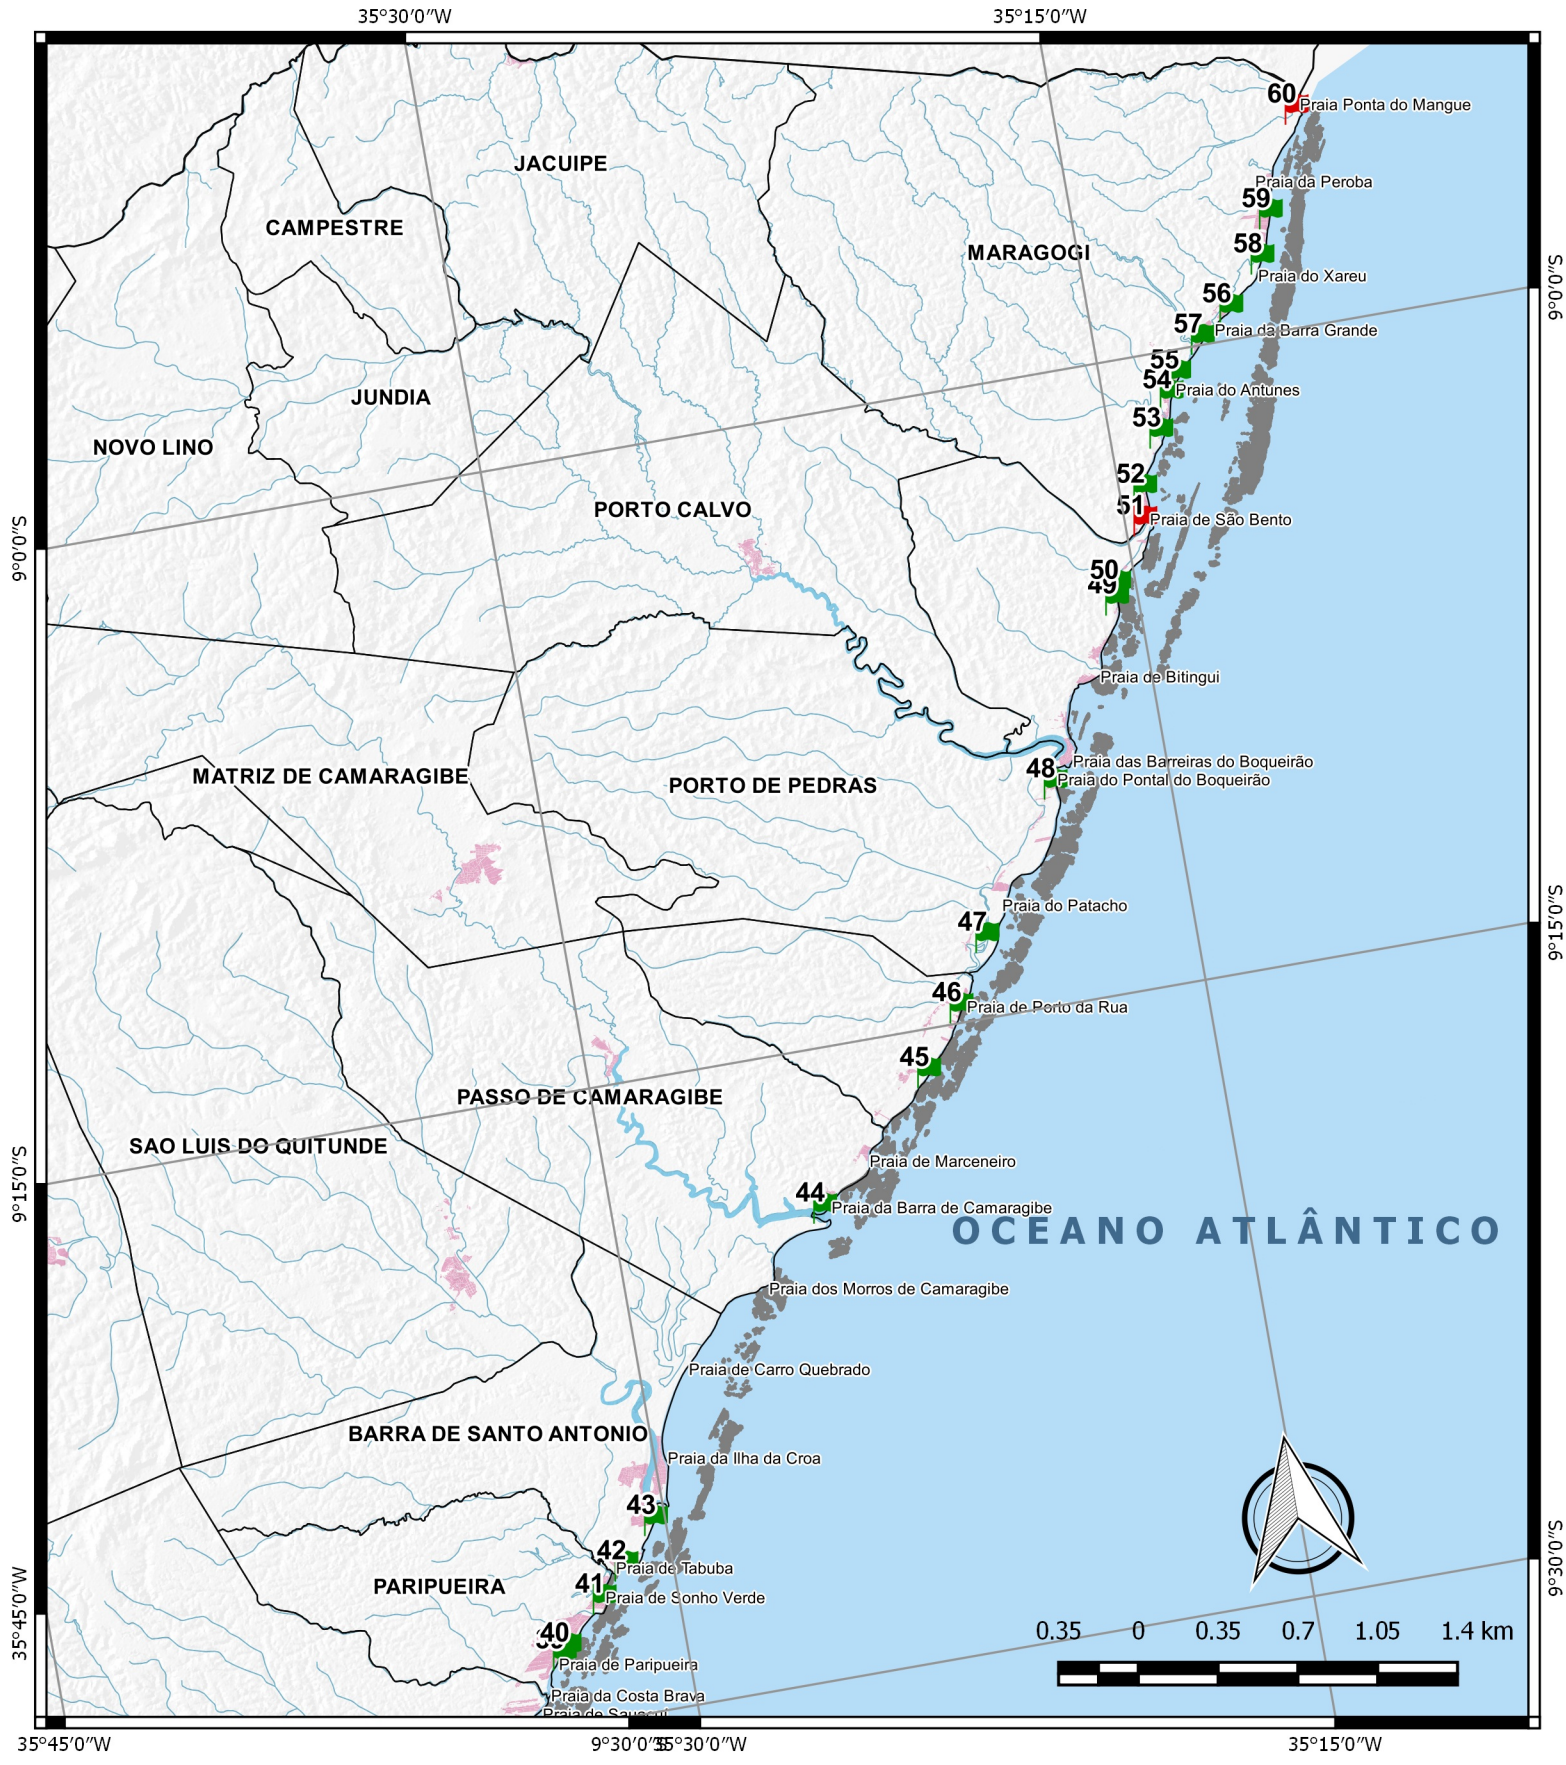 35°30′0″W
35°15′0″W
60
Praia Ponta do Mangue
JACUIPE
Praia da Peroba
59
CAMPESTRE
58
MARAGOGI
Praia do Xareu
9°0′0″S
56
57
Praia da Barra Grande
55
54
Praia do Antunes
JUNDIA
53
NOVO LINO
52
51
PORTO CALVO
Praia de São Bento
9°0′0″S
50
49
Praia de Bitingui
Praia das Barreiras do Boqueirão
48
Praia do Pontal do Boqueirão
MATRIZ DE CAMARAGIBE
PORTO DE PEDRAS
Praia do Patacho
47
9°15′0″S
46
Praia de Porto da Rua
45
PASSO DE CAMARAGIBE
SAO LUIS DO QUITUNDE
Praia de Marceneiro
9°15′0″S
44
Praia da Barra de Camaragibe
OCEANO ATLÂNTICO
Praia dos Morros de Camaragibe
Praia de Carro Quebrado
BARRA DE SANTO ANTONIO
Praia da Ilha da Croa
43
42
Praia de Tabuba
9°30′0″S
PARIPUEIRA
41
Praia de Sonho Verde
35°45′0″W
40
0.35 0 0.35 0.7 1.05 1.4 km
Praia de Paripueira
Praia da Costa Brava
Praia de Sauaçui
35°45′0″W
9°30′0″S
35°30′0″W
35°15′0″W